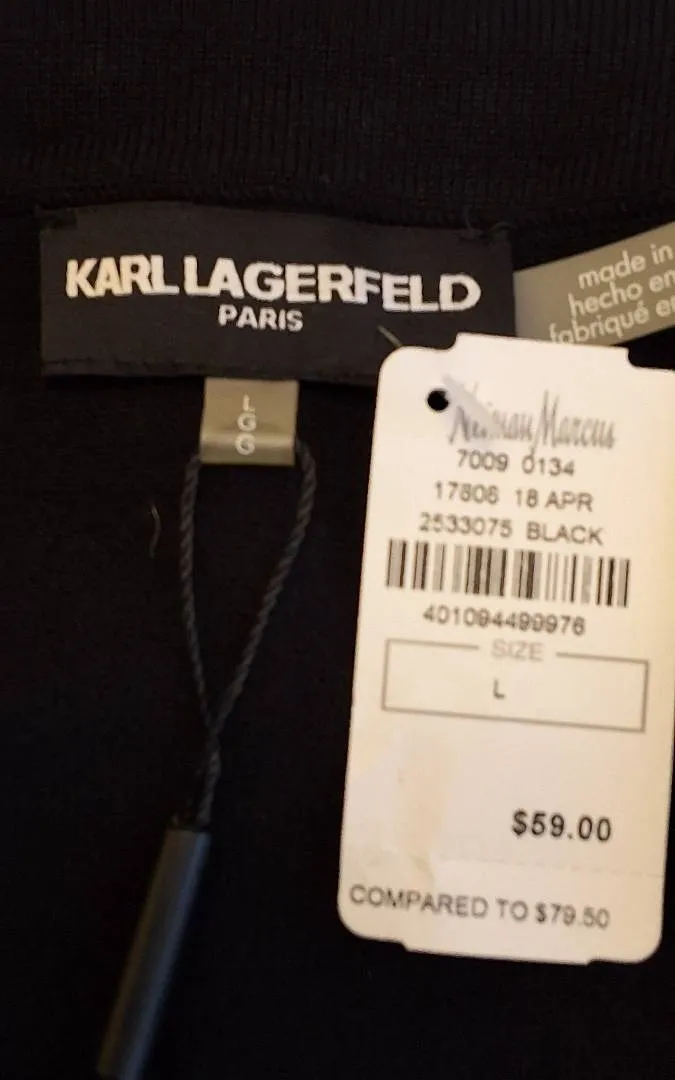 KARL LAGERFELD
PARIS
made in
hecho en
fabriqué en
L
G
G
Neiman Marcus
7009 0134
17806 18 APR
2533075 BLACK
401094499976
SIZE
L
$59.00
COMPARED TO $79.50